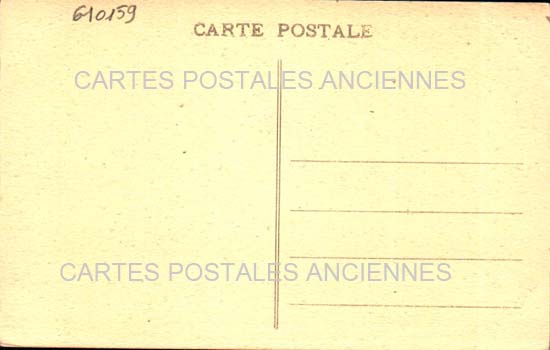 610159
CARTE POSTALE
CARTES POSTALES ANCIENNES
CARTES POSTALES ANCIENNES